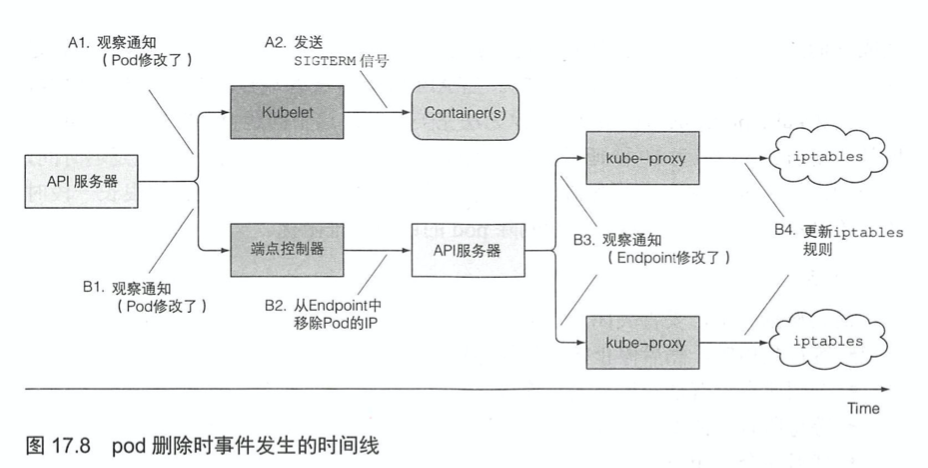 A1. 观察通知
（Pod修改了）
A2. 发送
SIGTERM 信号
Kubelet
Container(s)
API 服务器
kube-proxy
iptables
端点控制器
API服务器
B1. 观察通知
（Pod修改了）
B2. 从Endpoint中
移除Pod的IP
B3. 观察通知
（Endpoint修改了）
B4. 更新iptables
规则
kube-proxy
iptables
Time
图 17.8 pod 删除时事件发生的时间线